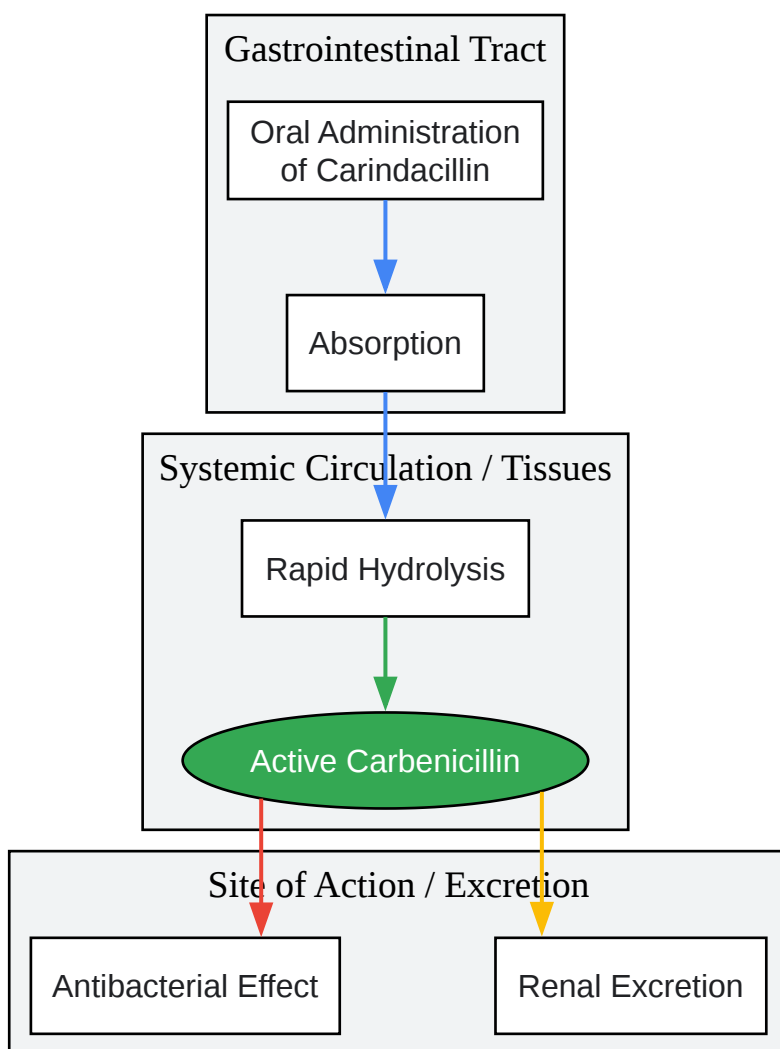 Gastrointestinal Tract
Oral Administration
of Carindacillin
Absorption
Systemic Circulation / Tissues
Rapid Hydrolysis
Active Carbenicillin
Site of Action / Excretion
Antibacterial Effect
Renal Excretion